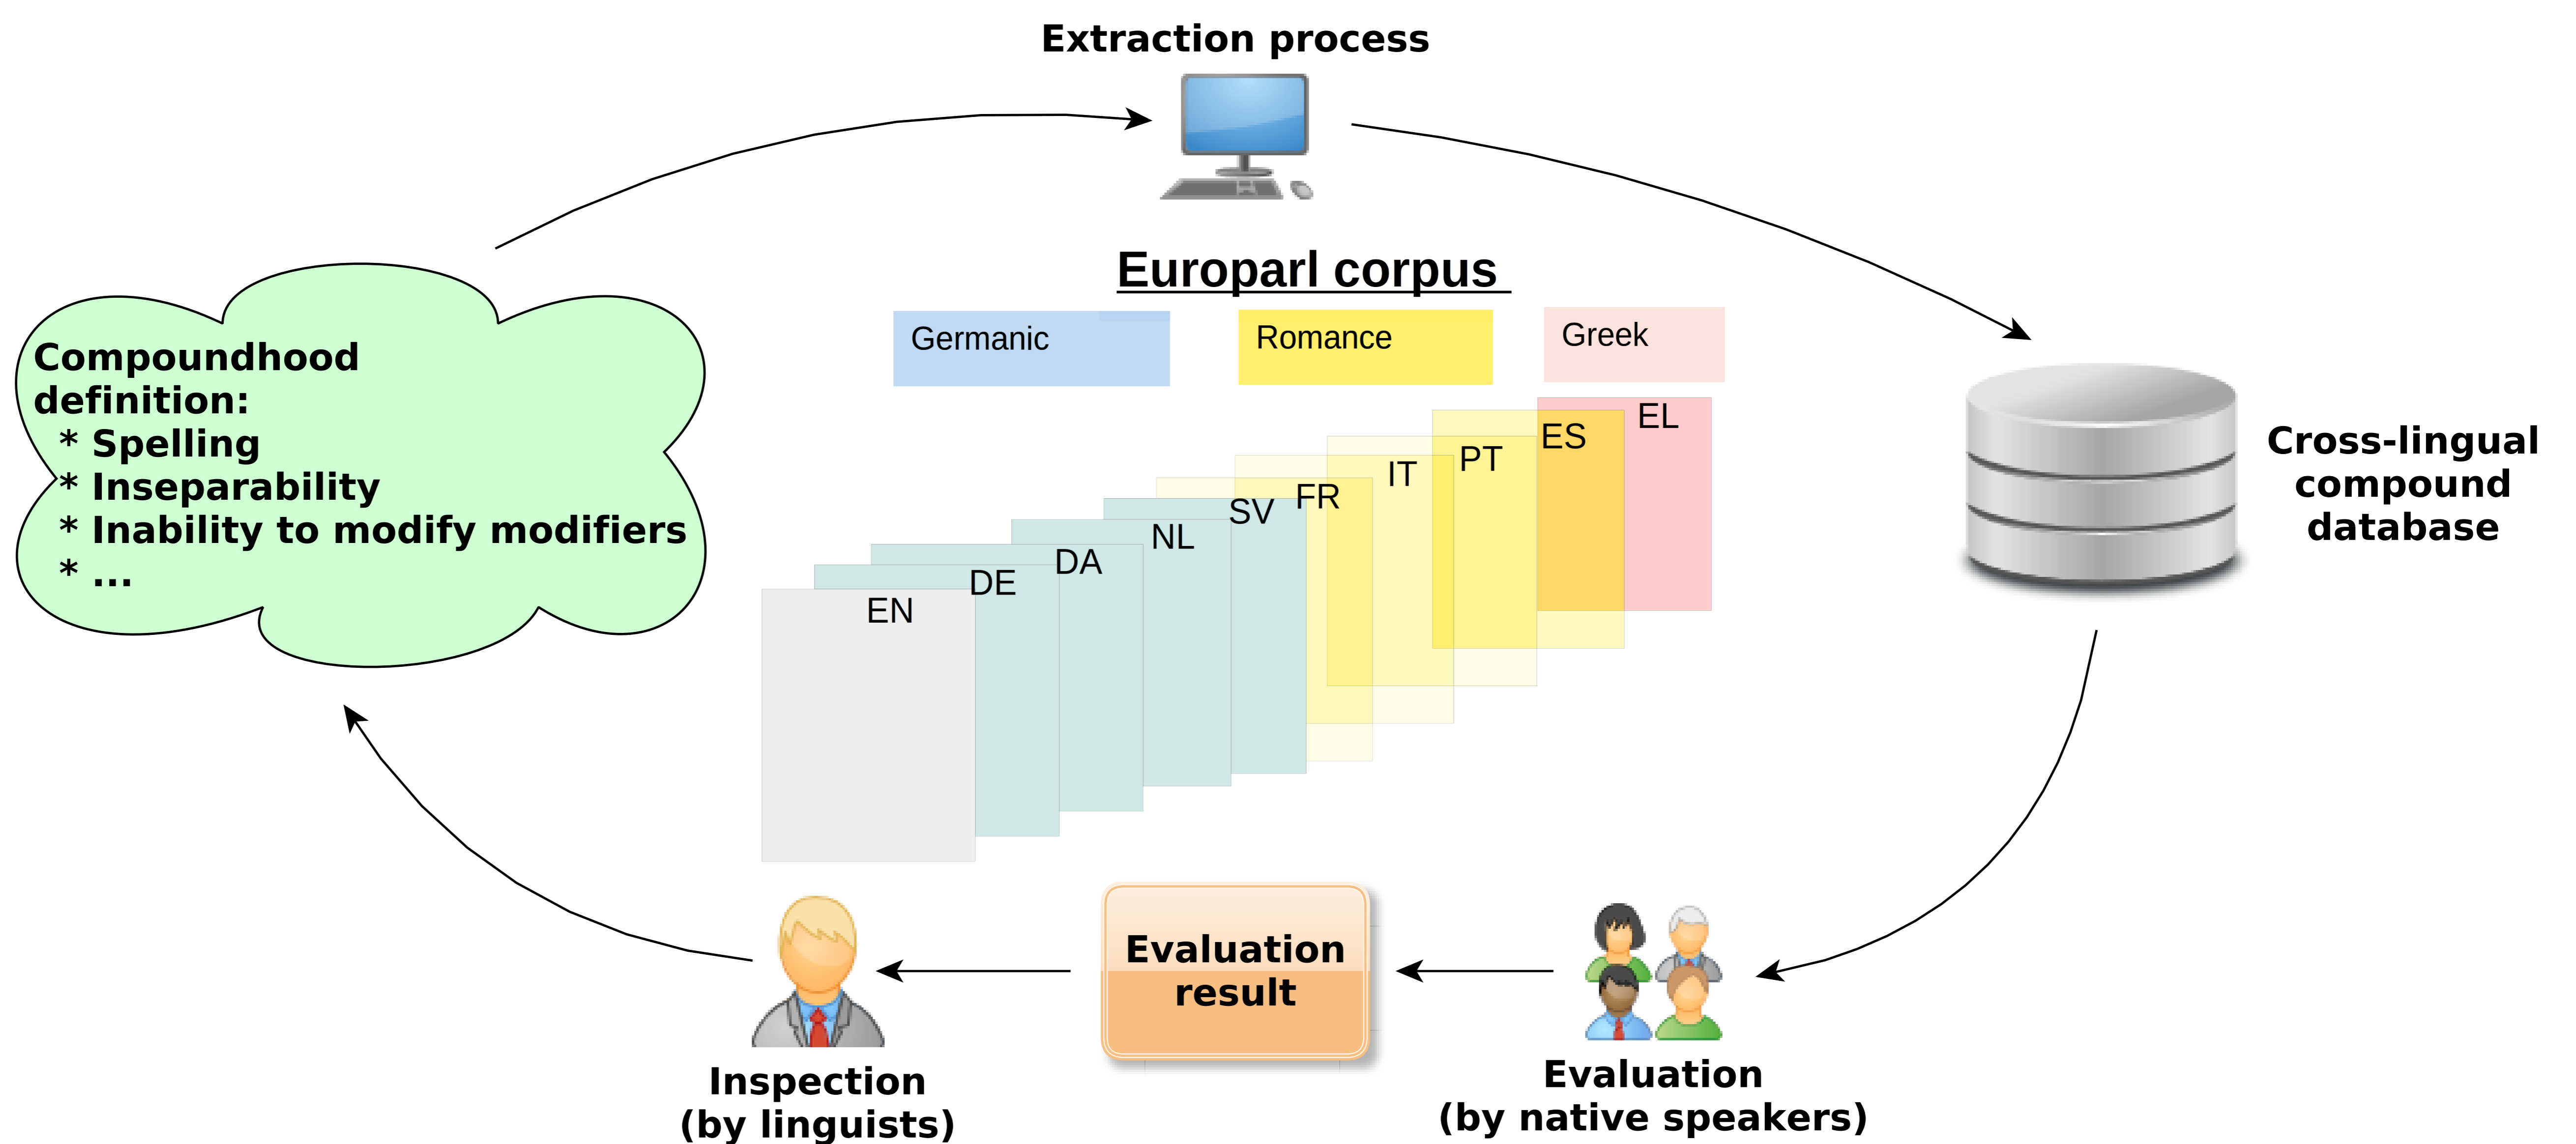 Extraction process
Europarl corpus
Germanic
Romance
Greek
Compoundhood
definition:
* Spelling
* Inseparability
* Inability to modify modifiers
* ...
EN
DE
DA
NL
SV
FR
IT
PT
ES
EL
Cross-lingual
compound
database
Evaluation
result
Inspection
(by linguists)
Evaluation
(by native speakers)